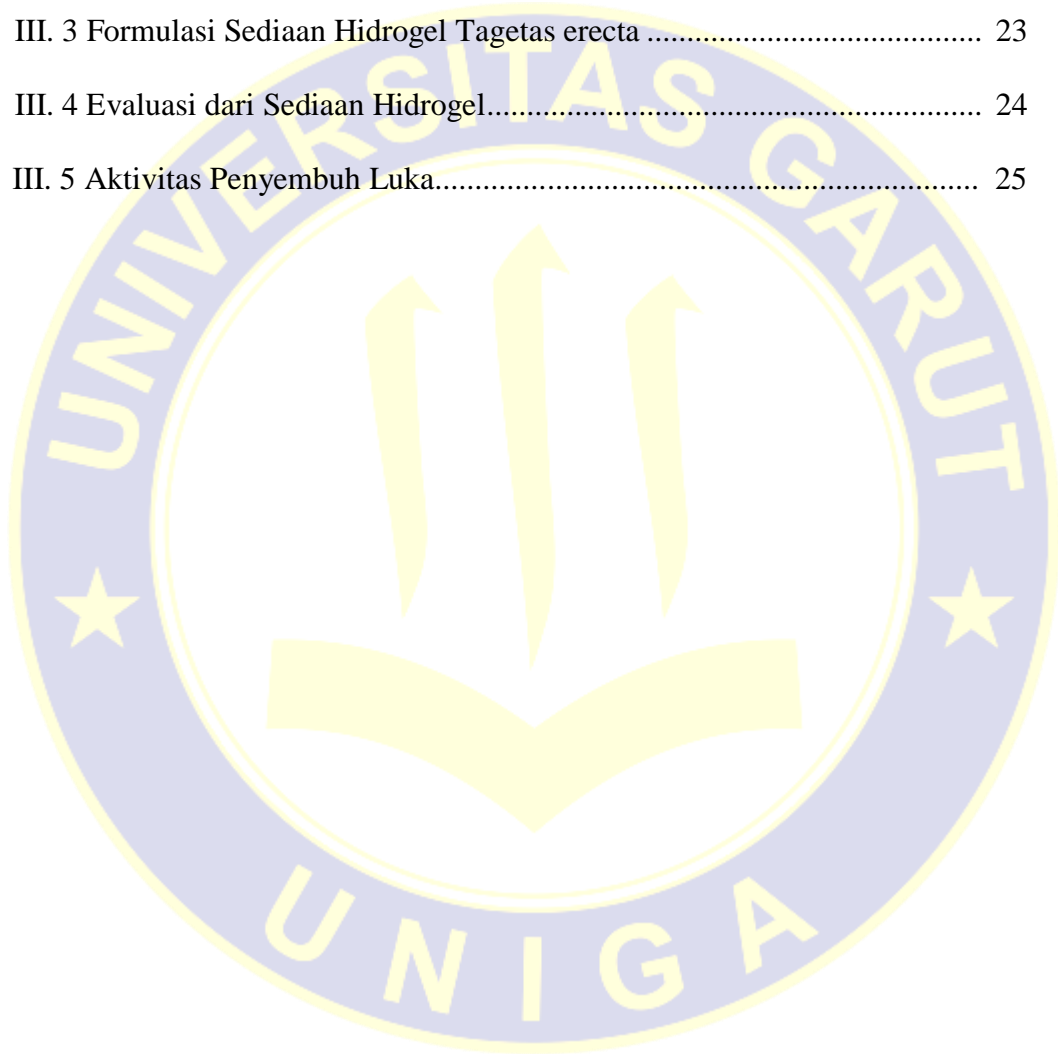 III. 3 Formulasi Sediaan Hidrogel Tagetas erecta ........................................ 23
III. 4 Evaluasi dari Sediaan Hidrogel............................................................ 24
III. 5 Aktivitas Penyembuh Luka.................................................................. 25
UNIVERSITAS GARUT
UNIGA